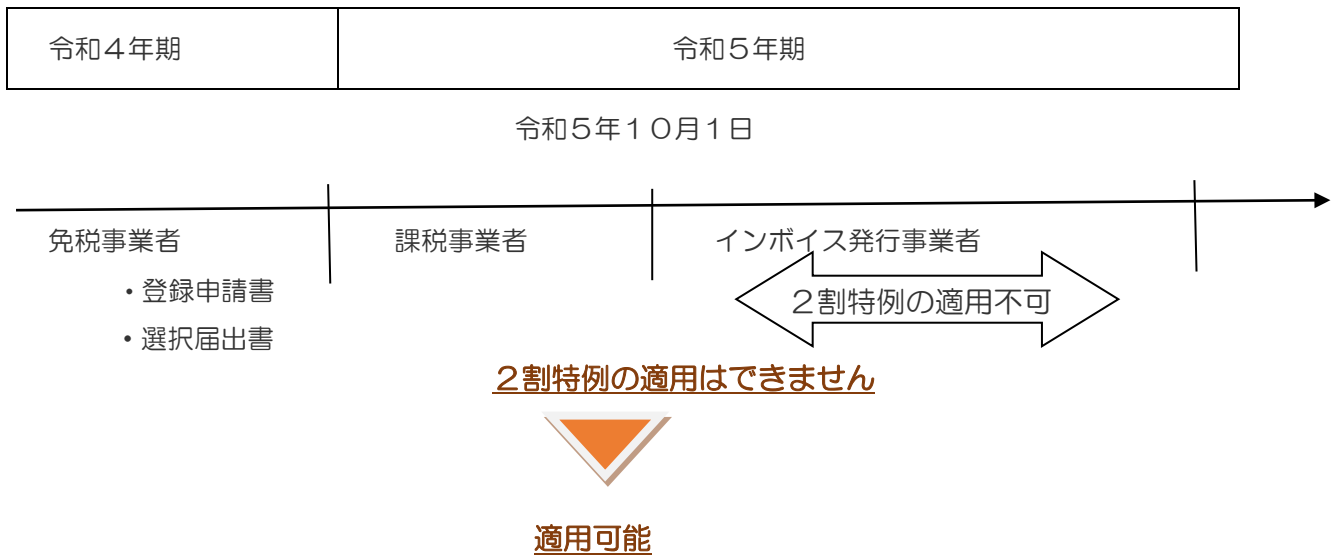 令和４年期
令和５年期
令和５年１０月１日
免税事業者
課税事業者
インボイス発行事業者
・登録申請書
・選択届出書
２割特例の適用不可
２割特例の適用はできません
適用可能